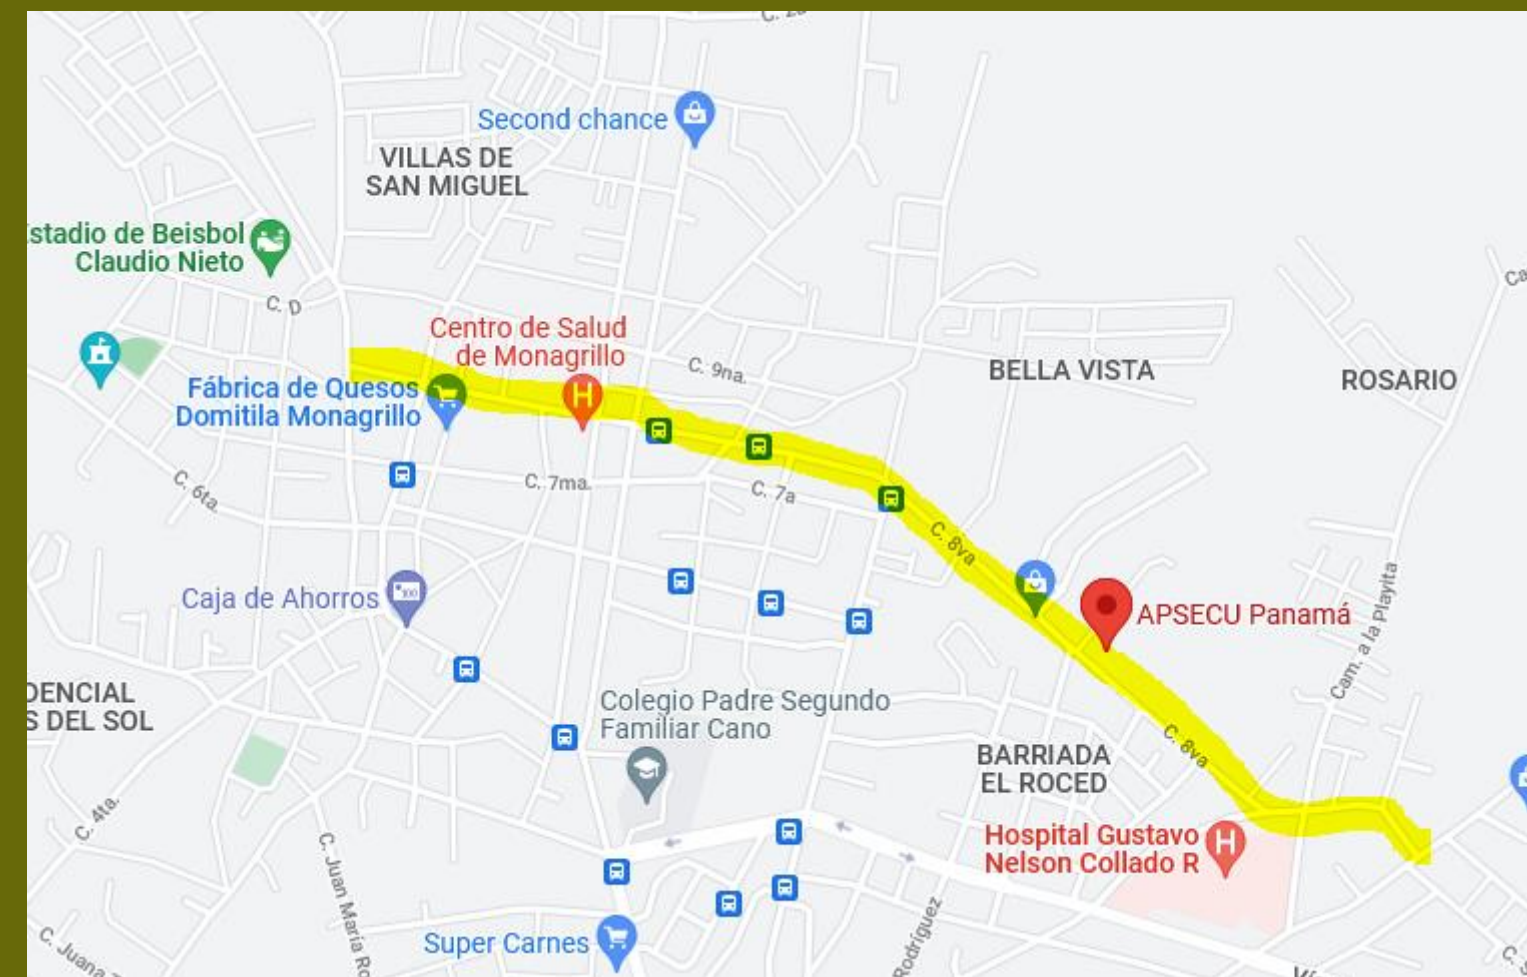 Second chance
VILLAS DE
SAN MIGUEL
stadio de Beisbol
Claudio Nieto
C. D
Centro de Salud
de Monagrillo
C. 9na.
BELLA VISTA
ROSARIO
Fábrica de Quesos
Domitila Monagrillo
C. 6ta.
C. 7ma.
C. 7a
C. 8va
Caja de Ahorros
APSECU Panamá
Cam. a la Playita
DENCIAL
S DEL SOL
Colegio Padre Segundo
Familiar Cano
C. 8va
BARRIADA
EL ROCED
C. 4ta.
Hospital Gustavo
Nelson Collado R
C. Juan María Ro
Super Carnes
Rodríguez
C. Juana